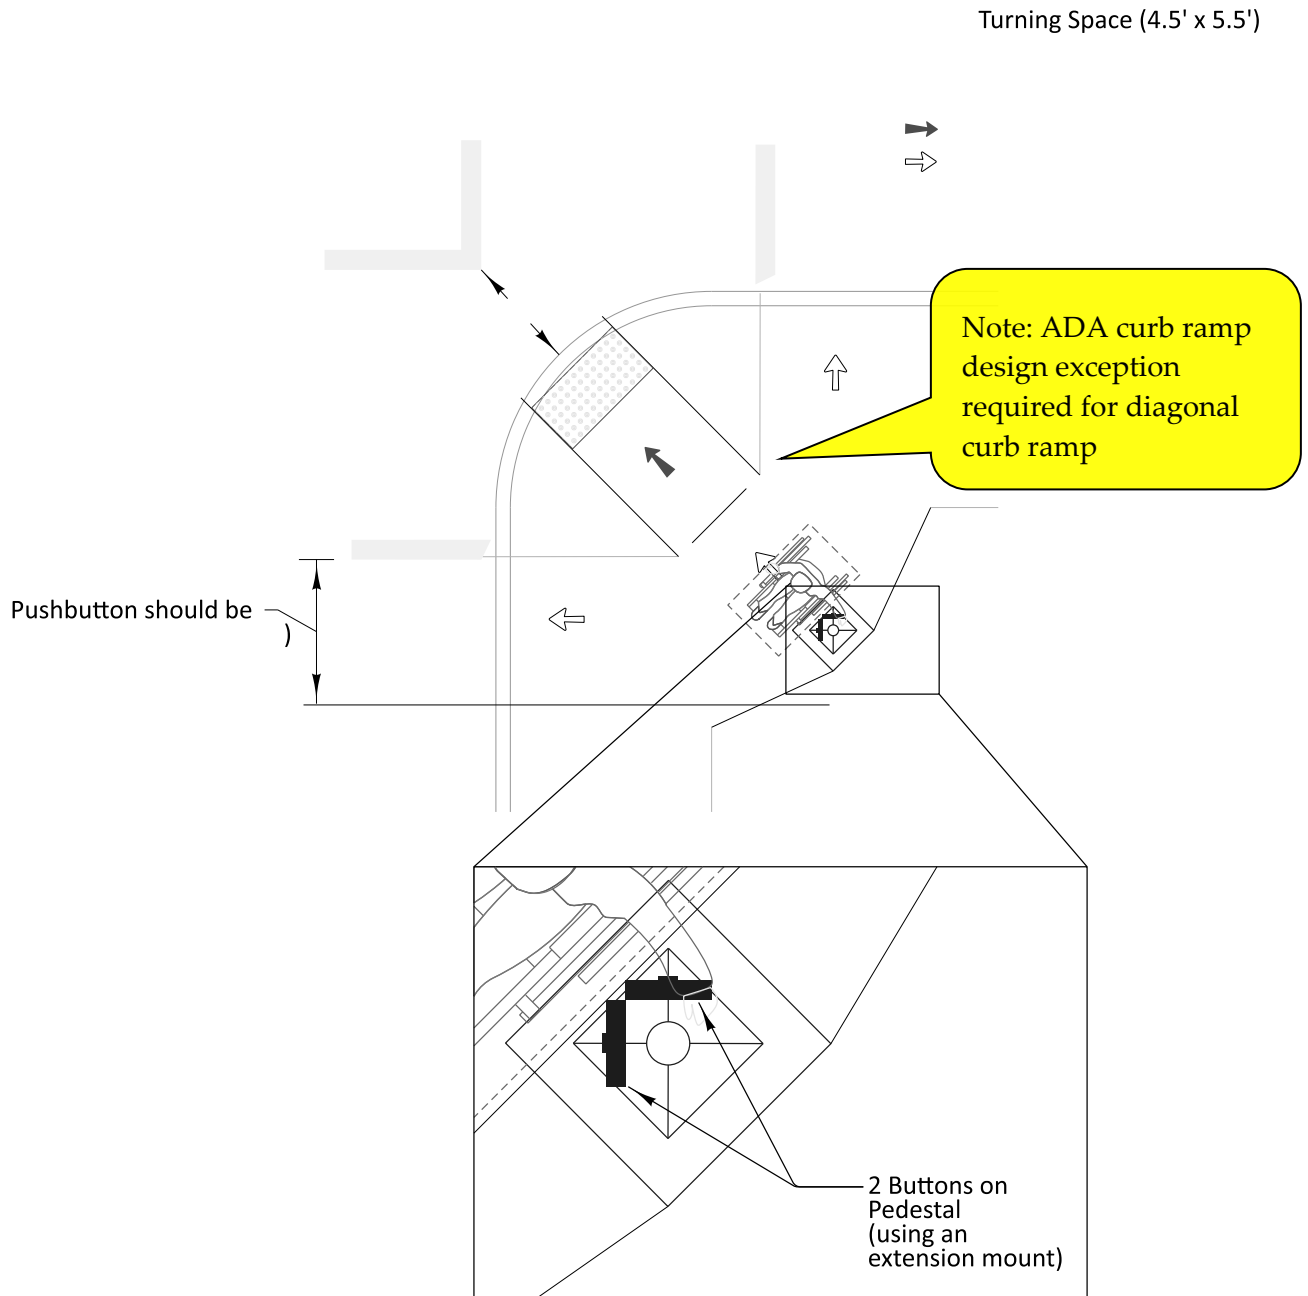 Turning Space (4.5' x 5.5')
Note: ADA curb ramp
design exception
required for diagonal
curb ramp
Pushbutton should be
)
2 Buttons on
Pedestal
(using an
extension mount)